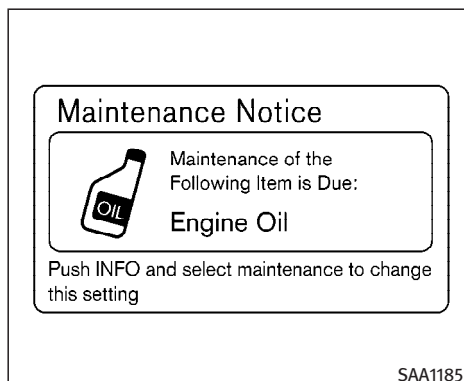 Maintenance Notice
OIL
Maintenance of the
Following Item is Due:
Engine Oil
Push INFO and select maintenance to change
this setting
SAA1185